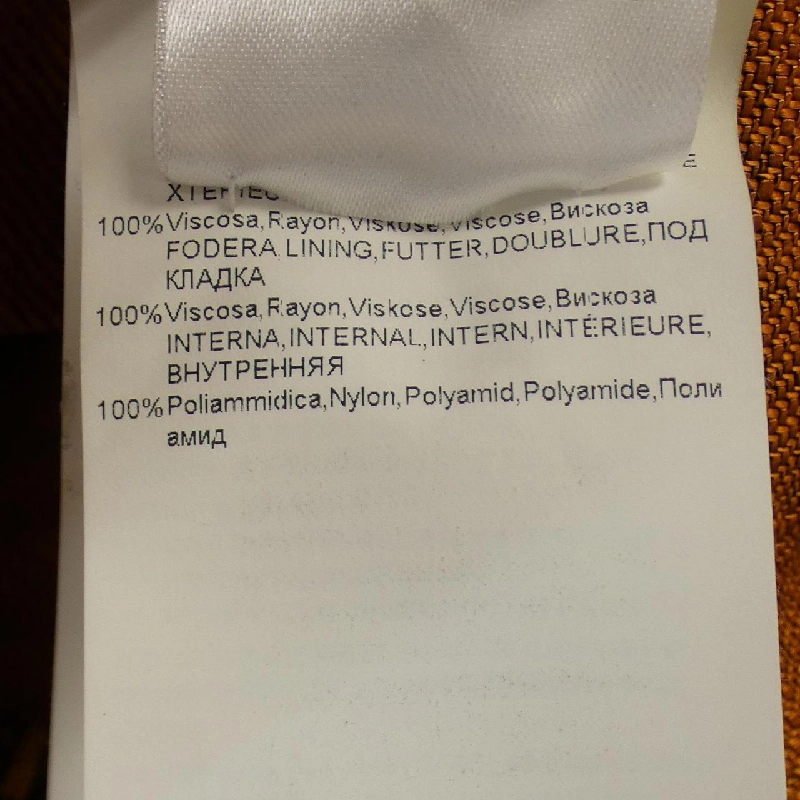 100% Viscosa,Rayon,Viskose,Viscose,Вискоза
FODERA,LINING,FUTTER,DOUBLURE,ПОД
КЛАДКА
100% Viscosa,Rayon,Viskose,Viscose,Вискоза
INTERNA,INTERNAL,INTERN,INTÉRIEURE,
ВНУТРЕННЯЯ
100% Poliammidica,Nylon,Polyamid,Polyamide,Поли
амид